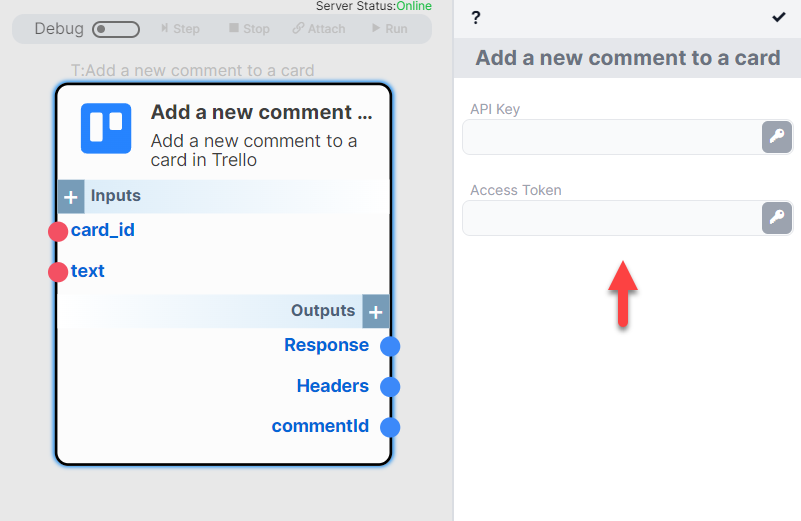 Server Status:Online
Debug Step Stop Attach Run
T:Add a new comment to a card
Add a new comment ...
Add a new comment to a
card in Trello
+ Inputs
card_id
text
Outputs +
Response
Headers
commentId
?
Add a new comment to a card
API Key
Access Token